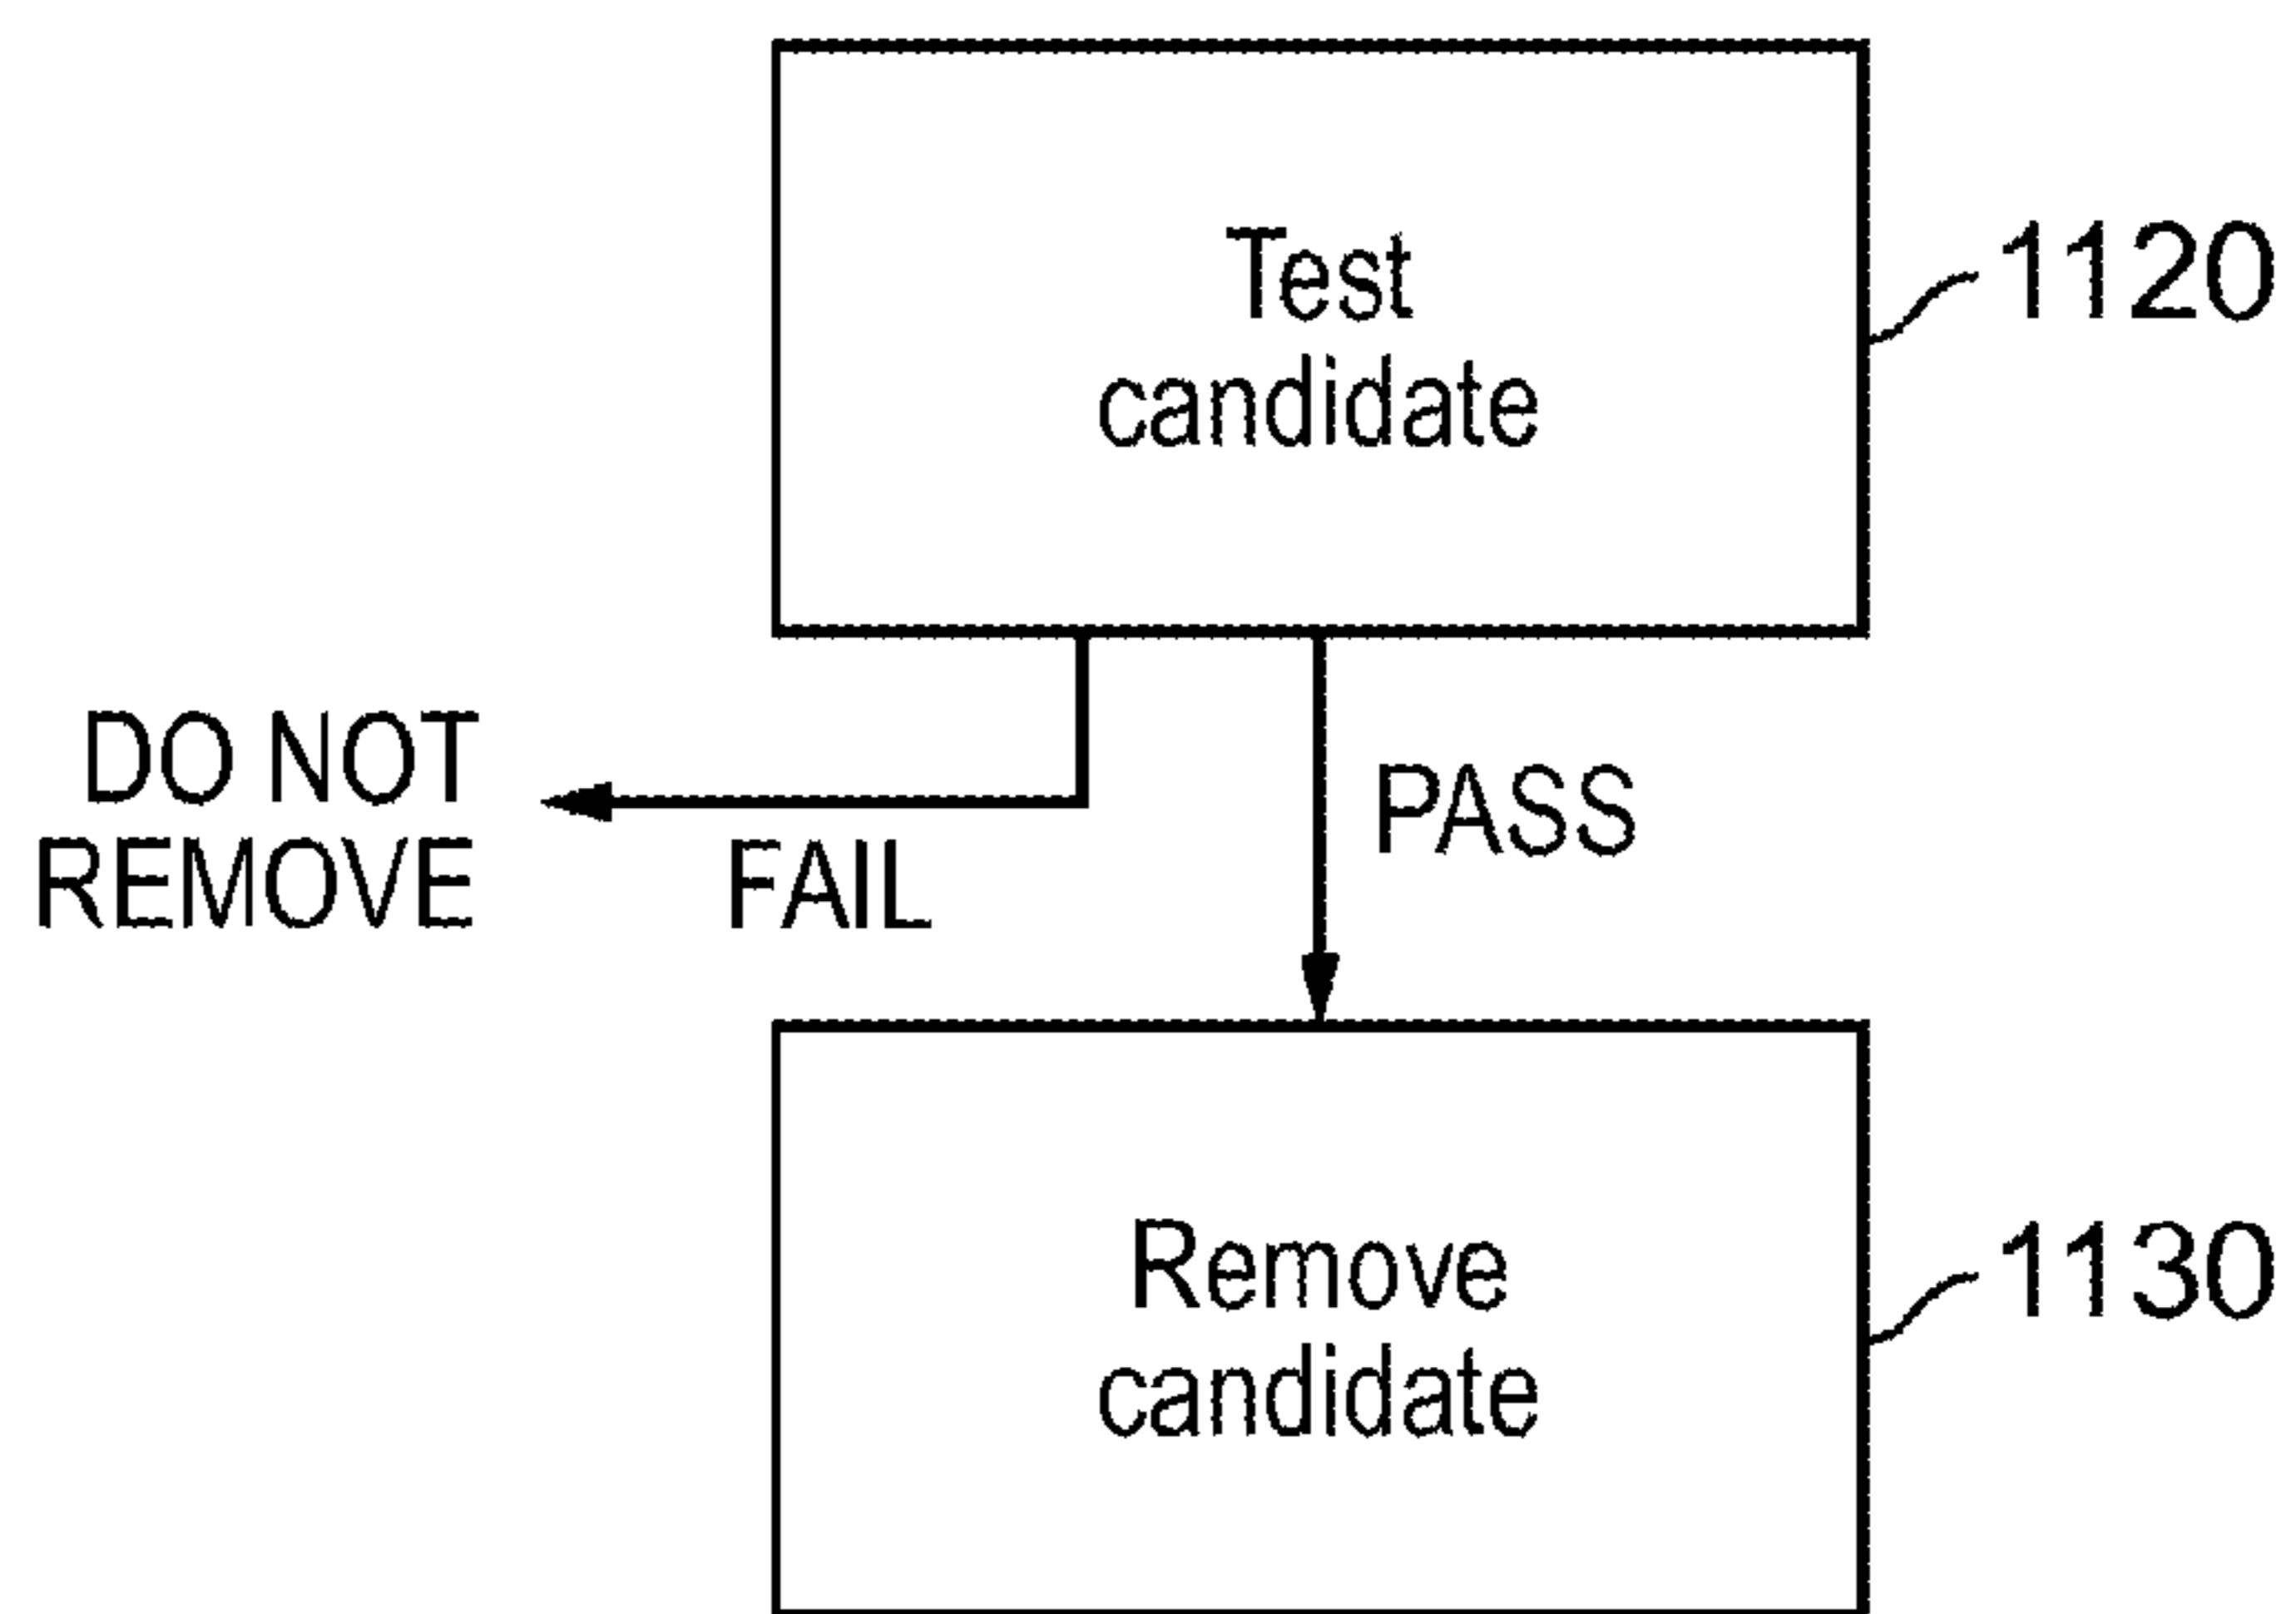 Test
candidate
1120
DO NOT
REMOVE
FAIL
PASS
Remove
candidate
1130